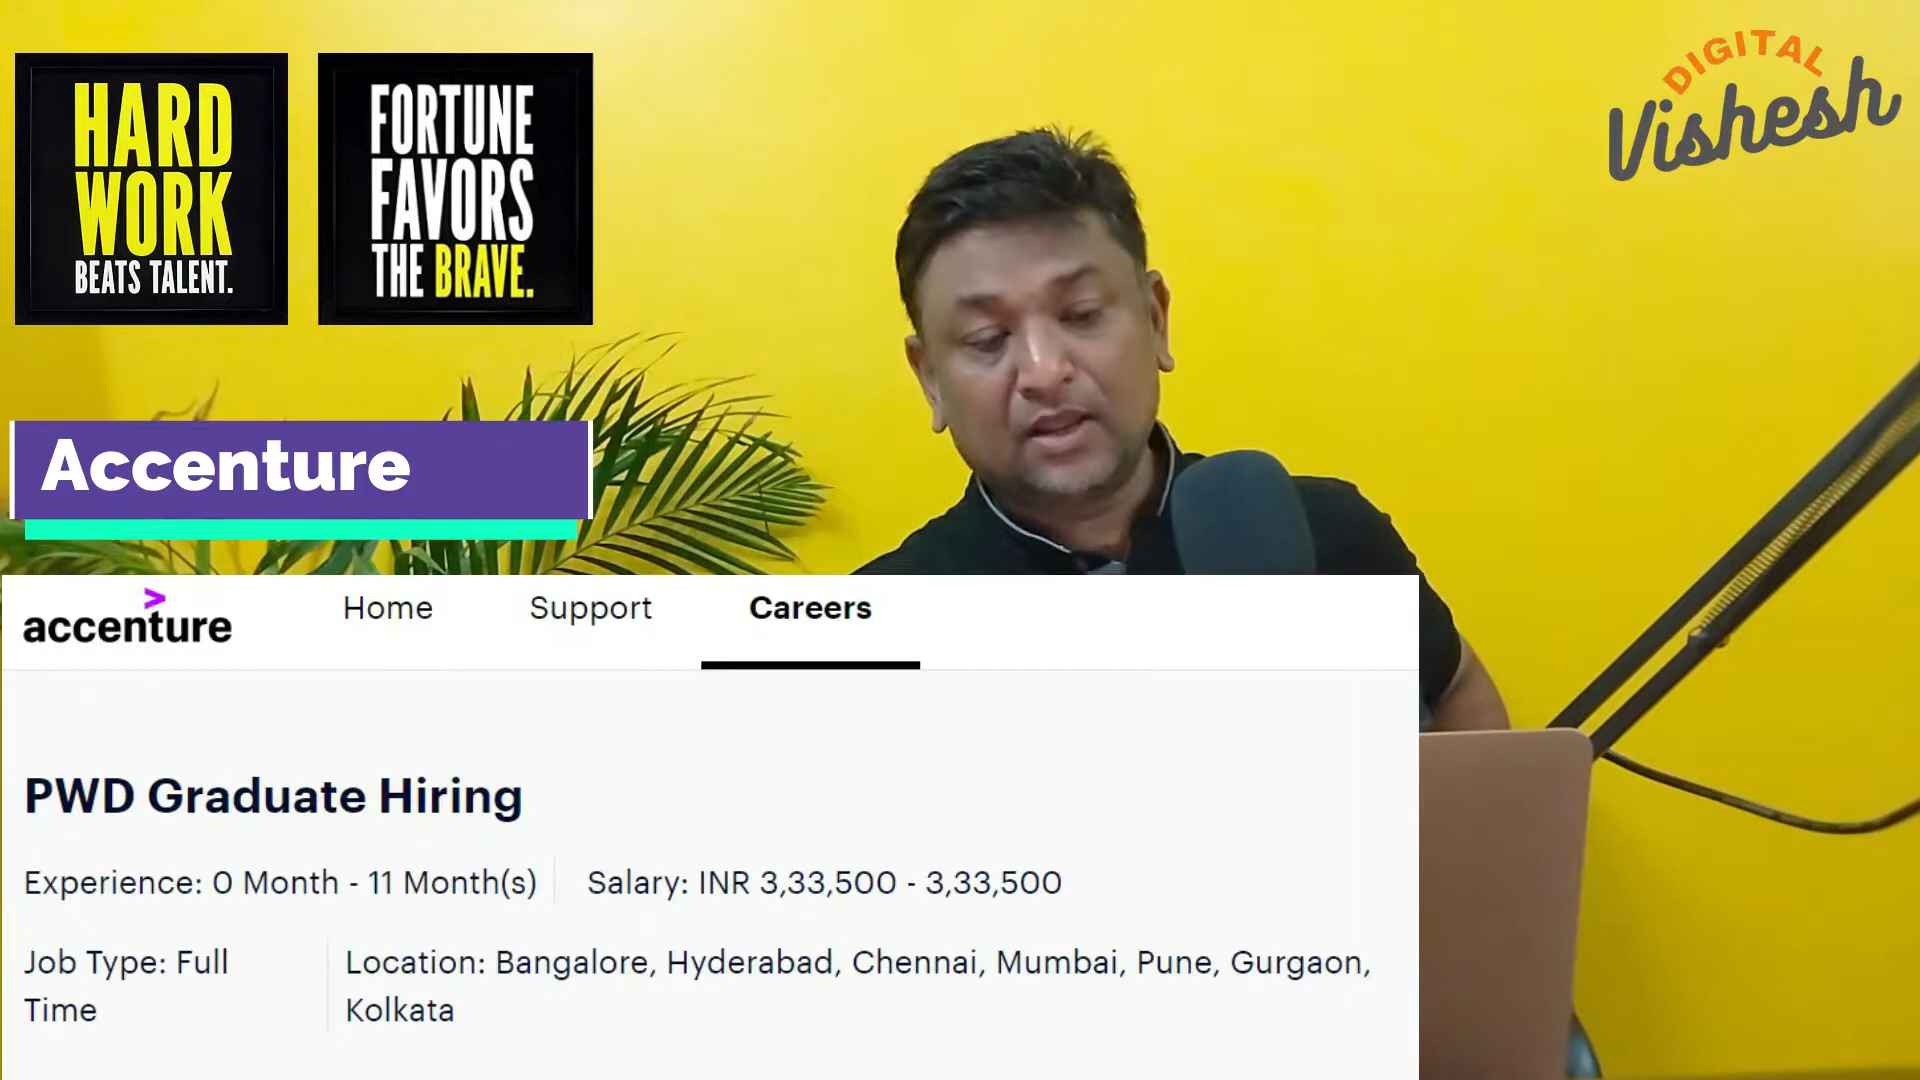 HARD
WORK
BEATS TALENT.
FORTUNE
FAVORS
THE BRAVE.
DIGITAL
Vishesh
Accenture
accenture
Home
Support
Careers
PWD Graduate Hiring
Experience: 0 Month - 11 Month(s)
Salary: INR 3,33,500 - 3,33,500
Job Type: Full
Time
Location: Bangalore, Hyderabad, Chennai, Mumbai, Pune, Gurgaon,
Kolkata